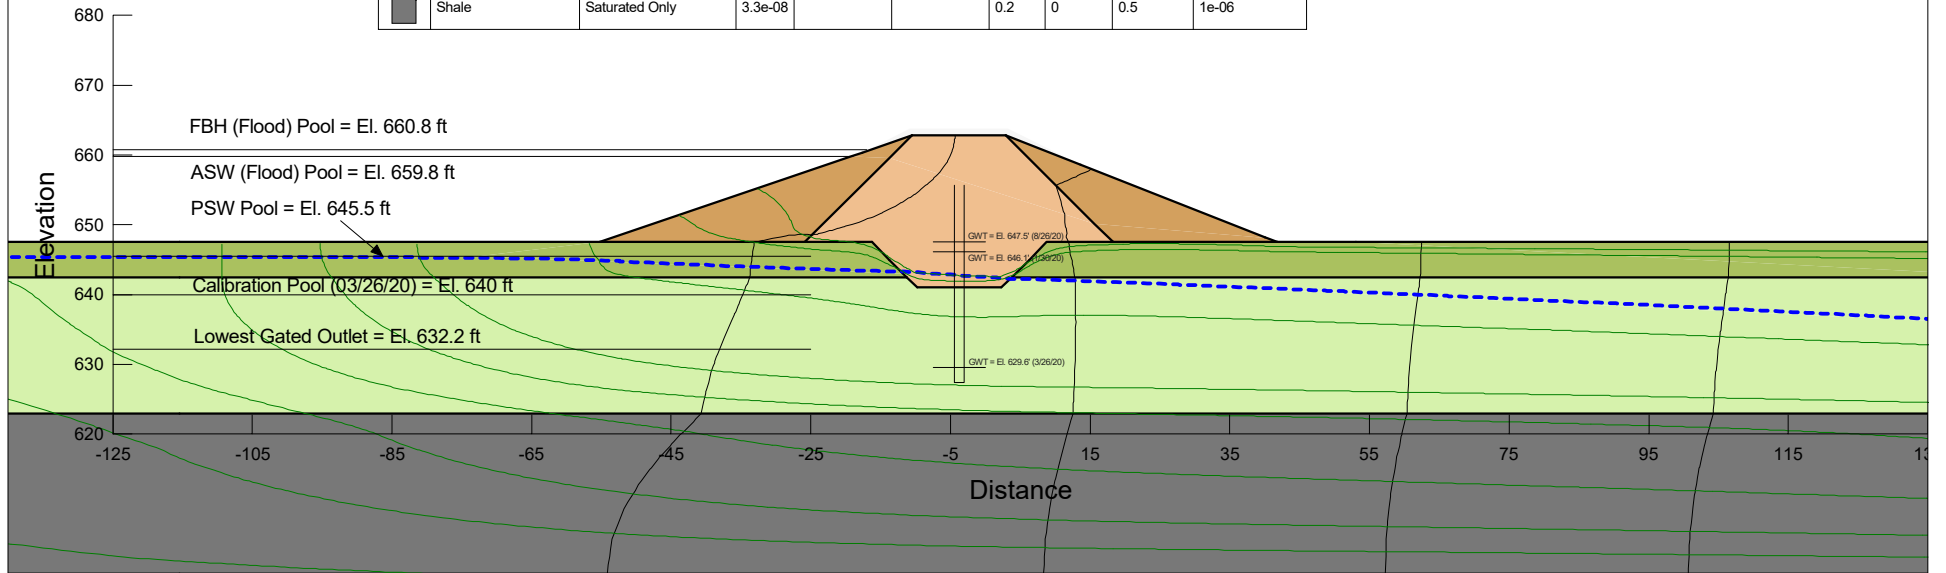 Shale Saturated Only 3.3e-08 0.2 0 0.5 1e-06
680
670
FBH (Flood) Pool = El. 660.8 ft
660
ASW (Flood) Pool = El. 659.8 ft
PSW Pool = El. 645.5 ft
650
Elevation
GWT = El. 647.5' (8/26/20)
Calibration Pool (03/26/20) = El. 640 ft
640
Lowest Gated Outlet = El. 632.2 ft
630
GWT = El. 629.6' (3/26/20)
620
-125 -105 -85 -65 -45 -25 -5 15 35 55 75 95 115
Distance